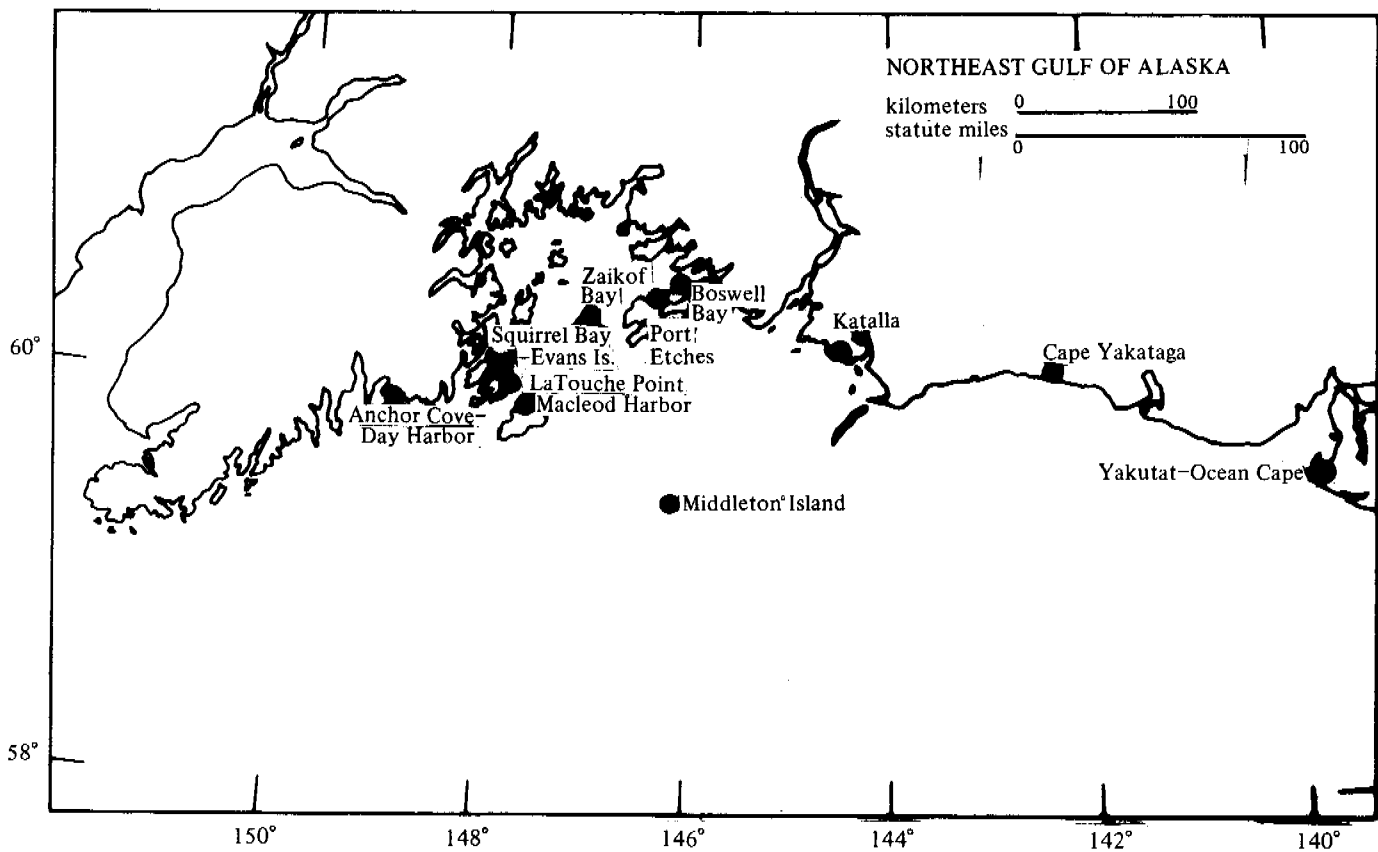 NORTHEAST GULF OF ALASKA
kilometers 0 100
statute miles
0 100
Zaikof
Bay
Boswell
Bay
Katalla
Squirrel Bay
Port
60°
-Evans Is.
Etches
Cape Yakataga
LaTouche Point
Macleod Harbor
Anchor Cove-
Day Harbor
Yakutat-Ocean Cape
Middleton Island
58°
150° 148° 146° 144° 142° 140°